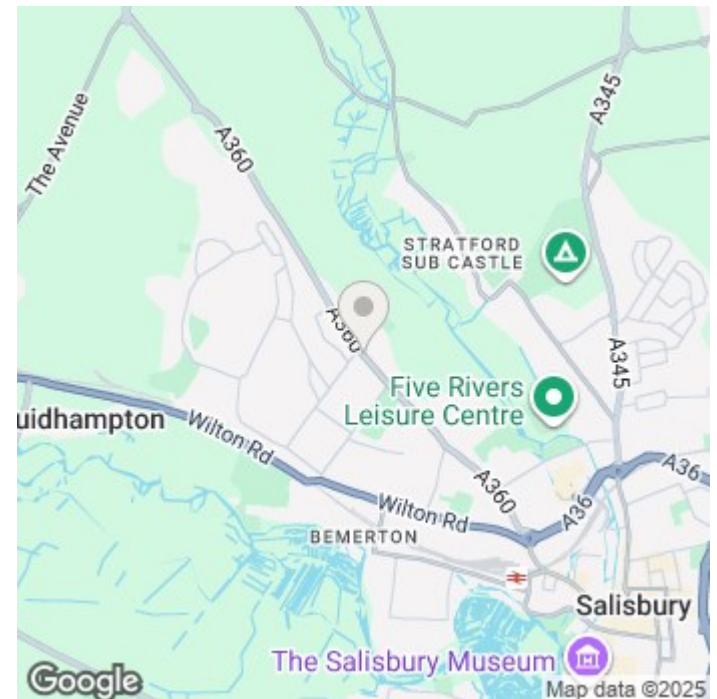 The Avenue
A360
A345
STRATFORD
SUB CASTLE
A360
A345
Five Rivers
Leisure Centre
uidhampton
Wilton Rd
A360
A36
A36
Wilton Rd
BEMERTON
Salisbury
The Salisbury Museum
Google
Map data ©2025